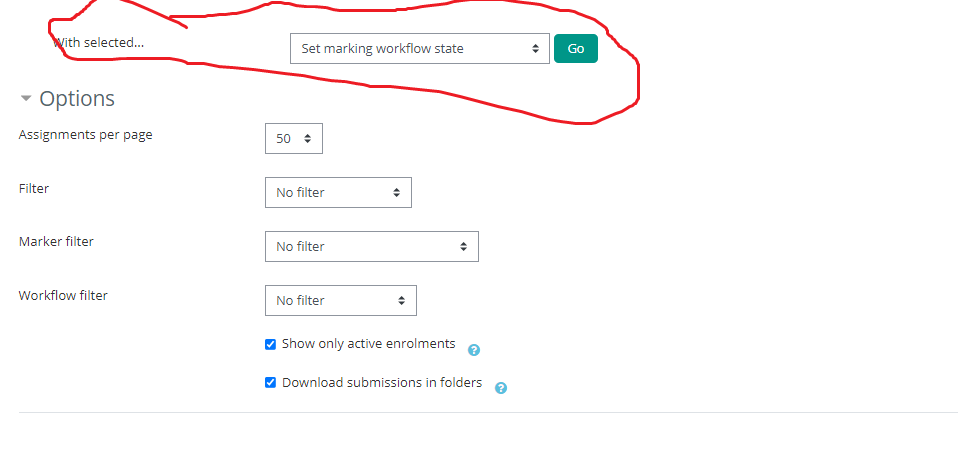 With selected...
Set marking workflow state
Go
Options
Assignments per page
50
Filter
No filter
Marker filter
No filter
Workflow filter
No filter
Show only active enrolments
?
Download submissions in folders
?